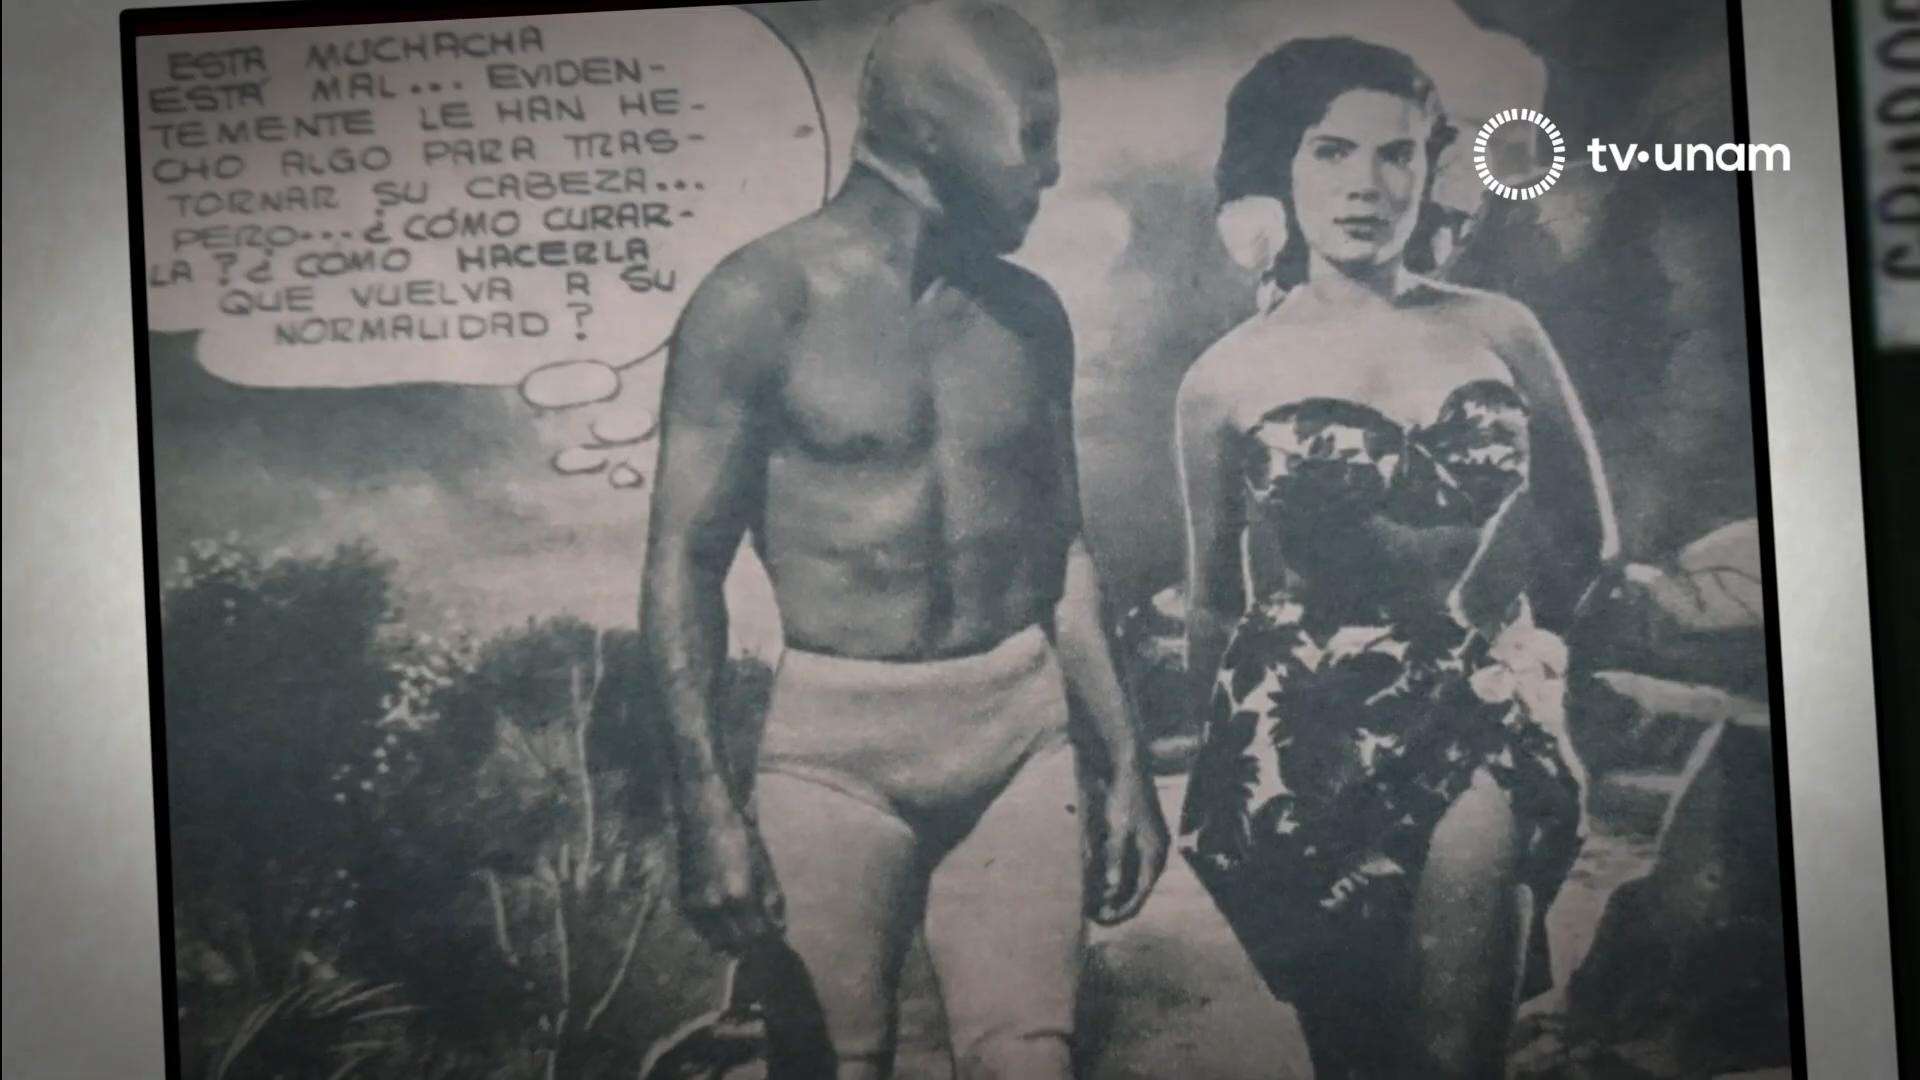 ESTA MUCHACHA
ESTÁ MAL... EVIDEN-
TEMENTE LE HAN HE-
CHO ALGO PARA TRAS-
TORNAR SU CABEZA...
PERO...¿CÓMO CURAR-
LA?¿CÓMO HACERLA
QUE VUELVA A SU
NORMALIDAD?
tv·unam